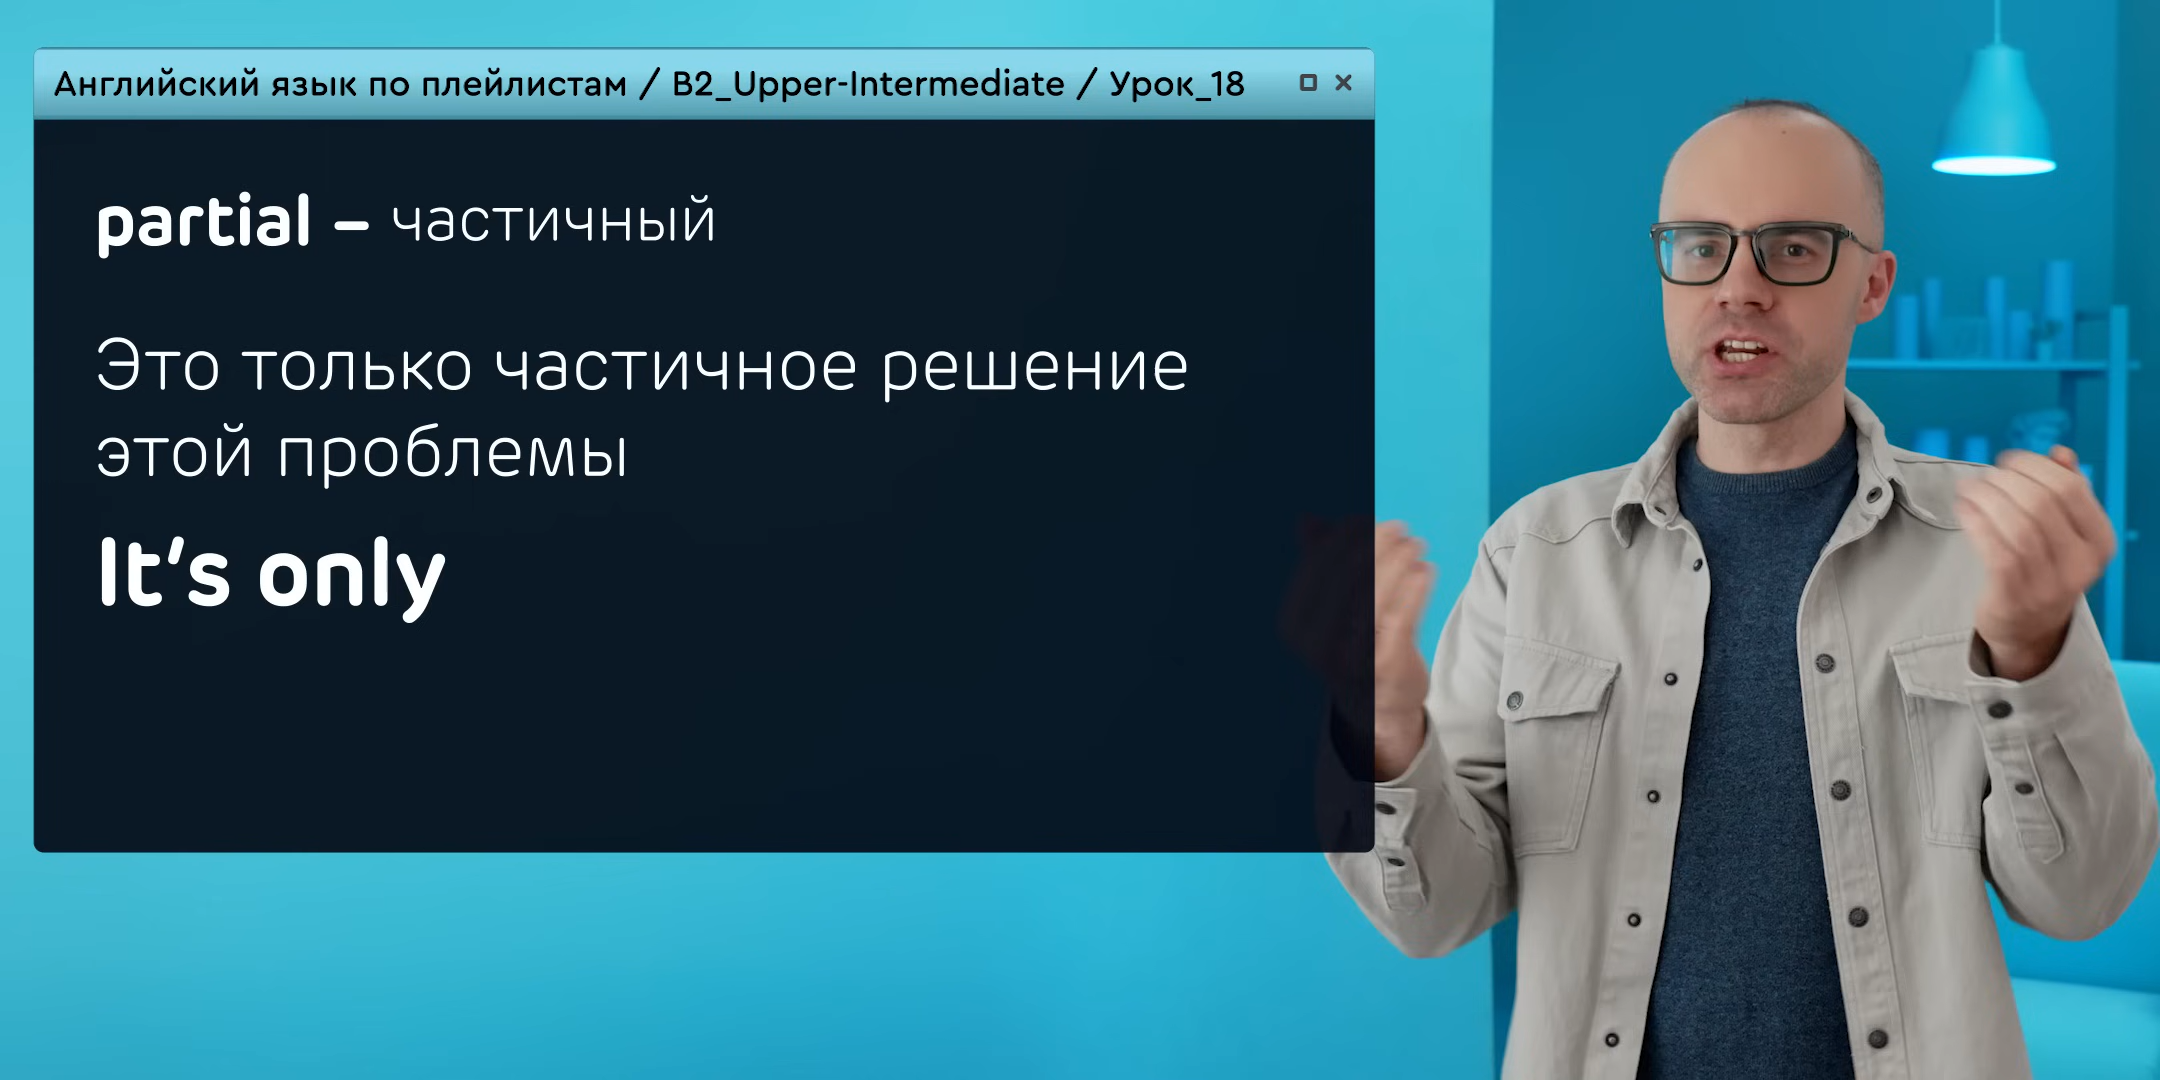 Английский язык по плейлистам / B2_Upper-Intermediate / Урок_18
partial – частичный
Это только частичное решение
этой проблемы
It's only